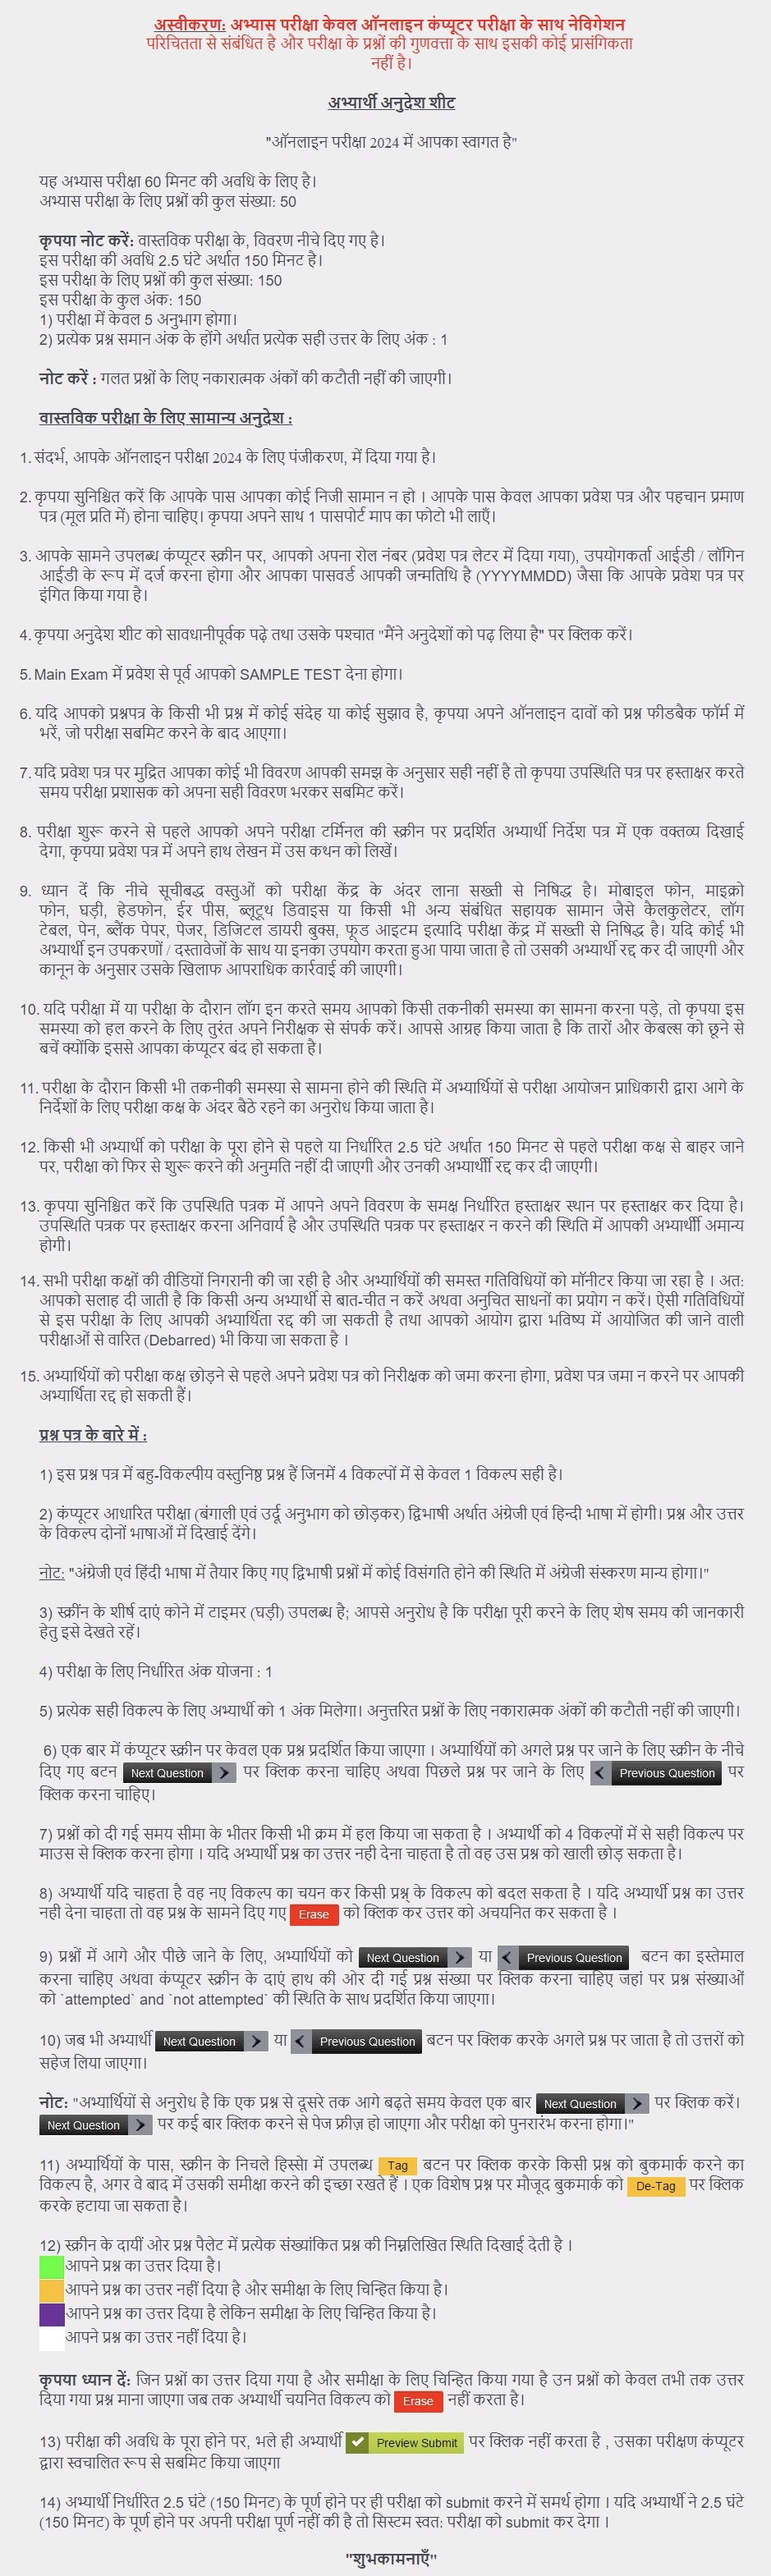 अस्वीकरण: अभ्यास परीक्षा केवल ऑनलाइन कंप्यूटर परीक्षा के साथ नेविगेशन
परिचितता से संबंधित है और परीक्षा के प्रश्नों की गुणवत्ता के साथ इसकी कोई प्रासंगिकता
नहीं है।
अभ्यार्थी अनुदेश शीट
"ऑनलाइन परीक्षा 2024 में आपका स्वागत है"
यह अभ्यास परीक्षा 60 मिनट की अवधि के लिए है।
अभ्यास परीक्षा के लिए प्रश्नों की कुल संख्या: 50
कृपया नोट करें: वास्तविक परीक्षा के, विवरण नीचे दिए गए है।
इस परीक्षा की अवधि 2.5 घंटे अर्थात 150 मिनट है।
इस परीक्षा के लिए प्रश्नों की कुल संख्या: 150
इस परीक्षा के कुल अंक: 150
1) परीक्षा में केवल 5 अनुभाग होगा।
2) प्रत्येक प्रश्न समान अंक के होंगे अर्थात प्रत्येक सही उत्तर के लिए अंक : 1
नोट करें : गलत प्रश्नों के लिए नकारात्मक अंकों की कटौती नहीं की जाएगी।
वास्तविक परीक्षा के लिए सामान्य अनुदेश :
1. संदर्भ, आपके ऑनलाइन परीक्षा 2024 के लिए पंजीकरण, में दिया गया है।
2. कृपया सुनिश्चित करें कि आपके पास आपका कोई निजी सामान न हो । आपके पास केवल आपका प्रवेश पत्र और पहचान प्रमाण
पत्र (मूल प्रति में) होना चाहिए। कृपया अपने साथ 1 पासपोर्ट माप का फोटो भी लाएँ।
3. आपके सामने उपलब्ध कंप्यूटर स्क्रीन पर, आपको अपना रोल नंबर (प्रवेश पत्र लेटर में दिया गया), उपयोगकर्ता आईडी / लॉगिन
आईडी के रूप में दर्ज करना होगा और आपका पासवर्ड आपकी जन्मतिथि है (YYYYMMDD) जैसा कि आपके प्रवेश पत्र पर
इंगित किया गया है।
4. कृपया अनुदेश शीट को सावधानीपूर्वक पढ़े तथा उसके पश्चात "मैंने अनुदेशों को पढ़ लिया है" पर क्लिक करें।
5. Main Exam में प्रवेश से पूर्व आपको SAMPLE TEST देना होगा।
6. यदि आपको प्रश्नपत्र के किसी भी प्रश्न में कोई संदेह या कोई सुझाव है, कृपया अपने ऑनलाइन दावों को प्रश्न फीडबैक फॉर्म में
भरें, जो परीक्षा सबमिट करने के बाद आएगा।
7. यदि प्रवेश पत्र पर मुद्रित आपका कोई भी विवरण आपकी समझ के अनुसार सही नहीं है तो कृपया उपस्थिति पत्र पर हस्ताक्षर करते
समय परीक्षा प्रशासक को अपना सही विवरण भरकर सबमिट करें।
8. परीक्षा शुरू करने से पहले आपको अपने परीक्षा टर्मिनल की स्क्रीन पर प्रदर्शित अभ्यार्थी निर्देश पत्र में एक वक्तव्य दिखाई
देगा, कृपया प्रवेश पत्र में अपने हाथ लेखन में उस कथन को लिखें।
9. ध्यान दें कि नीचे सूचीबद्ध वस्तुओं को परीक्षा केंद्र के अंदर लाना सख्ती से निषिद्ध है। मोबाइल फोन, माइक्रो
फोन, घड़ी, हेडफोन, ईर पीस, ब्लूटूथ डिवाइस या किसी भी अन्य संबंधित सहायक सामान जैसे कैलकुलेटर, लॉग
टेबल, पेन, ब्लैंक पेपर, पेजर, डिजिटल डायरी बुक्स, फूड आइटम इत्यादि परीक्षा केंद्र में सख्ती से निषिद्ध है। यदि कोई भी
अभ्यार्थी इन उपकरणों / दस्तावेजों के साथ या इनका उपयोग करता हुआ पाया जाता है तो उसकी अभ्यार्थी रद्द कर दी जाएगी और
कानून के अनुसार उसके खिलाफ आपराधिक कार्रवाई की जाएगी।
10. यदि परीक्षा में या परीक्षा के दौरान लॉग इन करते समय आपको किसी तकनीकी समस्या का सामना करना पड़े, तो कृपया इस
समस्या को हल करने के लिए तुरंत अपने निरीक्षक से संपर्क करें। आपसे आग्रह किया जाता है कि तारों और केबल्स को छूने से
बचें क्योंकि इससे आपका कंप्यूटर बंद हो सकता है।
11. परीक्षा के दौरान किसी भी तकनीकी समस्या से सामना होने की स्थिति में अभ्यार्थियों से परीक्षा आयोजन प्राधिकारी द्वारा आगे के
निर्देशों के लिए परीक्षा कक्ष के अंदर बैठे रहने का अनुरोध किया जाता है।
12. किसी भी अभ्यार्थी को परीक्षा के पूरा होने से पहले या निर्धारित 2.5 घंटे अर्थात 150 मिनट से पहले परीक्षा कक्ष से बाहर जाने
पर, परीक्षा को फिर से शुरू करने की अनुमति नहीं दी जाएगी और उनकी अभ्यार्थीी रद्द कर दी जाएगी।
13. कृपया सुनिश्चित करें कि उपस्थिति पत्रक में आपने अपने विवरण के समक्ष निर्धारित हस्ताक्षर स्थान पर हस्ताक्षर कर दिया है।
उपस्थिति पत्रक पर हस्ताक्षर करना अनिवार्य है और उपस्थिति पत्रक पर हस्ताक्षर न करने की स्थिति में आपकी अभ्यार्थीी अमान्य
होगी।
14. सभी परीक्षा कक्षों की वीडियों निगरानी की जा रही है और अभ्यार्थियों की समस्त गतिविधियों को मॉनीटर किया जा रहा है । अत:
आपको सलाह दी जाती है कि किसी अन्य अभ्यार्थी से बात-चीत न करें अथवा अनुचित साधनों का प्रयोग न करें। ऐसी गतिविधियों
से इस परीक्षा के लिए आपकी अभ्यार्थिता रद्द की जा सकती है तथा आपको आयोग द्वारा भविष्य में आयोजित की जाने वाली
परीक्षाओं से वारित (Debarred) भी किया जा सकता है ।
15. अभ्यार्थियों को परीक्षा कक्ष छोड़ने से पहले अपने प्रवेश पत्र को निरीक्षक को जमा करना होगा, प्रवेश पत्र जमा न करने पर आपकी
अभ्यार्थिता रद्द हो सकती हैं।
प्रश्न पत्र के बारे में :
1) इस प्रश्न पत्र में बहु-विकल्पीय वस्तुनिष्ठ प्रश्न हैं जिनमें 4 विकल्पों में से केवल 1 विकल्प सही है।
2) कंप्यूटर आधारित परीक्षा (बंगाली एवं उर्दू अनुभाग को छोड़कर) द्विभाषी अर्थात अंग्रेजी एवं हिन्दी भाषा में होगी। प्रश्न और उत्तर
के विकल्प दोनों भाषाओं में दिखाई देंगे।
नोट: "अंग्रेजी एवं हिंदी भाषा में तैयार किए गए द्विभाषी प्रश्नों में कोई विसंगति होने की स्थिति में अंग्रेजी संस्करण मान्य होगा।"
3) स्क्रीन के शीर्ष दाएं कोने में टाइमर (घड़ी) उपलब्ध है; आपसे अनुरोध है कि परीक्षा पूरी करने के लिए शेष समय की जानकारी
हेतु इसे देखते रहें।
4) परीक्षा के लिए निर्धारित अंक योजना : 1
5) प्रत्येक सही विकल्प के लिए अभ्यार्थी को 1 अंक मिलेगा। अनुत्तरित प्रश्नों के लिए नकारात्मक अंकों की कटौती नहीं की जाएगी।
6) एक बार में कंप्यूटर स्क्रीन पर केवल एक प्रश्न प्रदर्शित किया जाएगा । अभ्यार्थियों को अगले प्रश्न पर जाने के लिए स्क्रीन के नीचे
दिए गए बटन Next Question > पर क्लिक करना चाहिए अथवा पिछले प्रश्न पर जाने के लिए < Previous Question पर
क्लिक करना चाहिए।
7) प्रश्नों को दी गई समय सीमा के भीतर किसी भी क्रम में हल किया जा सकता है । अभ्यार्थी को 4 विकल्पों में से सही विकल्प पर
माउस से क्लिक करना होगा । यदि अभ्यार्थी प्रश्न का उत्तर नही देना चाहता है तो वह उस प्रश्न को खाली छोड़ सकता है।
8) अभ्यार्थी यदि चाहता है वह नए विकल्प का चयन कर किसी प्रश्न् के विकल्प को बदल सकता है । यदि अभ्यार्थी प्रश्न का उत्तर
नही देना चाहता तो वह प्रश्न के सामने दिए गए Erase को क्लिक कर उत्तर को अचयनित कर सकता है ।
9) प्रश्नों में आगे और पीछे जाने के लिए, अभ्यार्थियों को Next Question > या < Previous Question बटन का इस्तेमाल
करना चाहिए अथवा कंप्यूटर स्क्रीन के दाएं हाथ की ओर दी गई प्रश्न संख्या पर क्लिक करना चाहिए जहां पर प्रश्न संख्याओं
को `attempted` and `not attempted` की स्थिति के साथ प्रदर्शित किया जाएगा।
10) जब भी अभ्यार्थी Next Question > या < Previous Question बटन पर क्लिक करके अगले प्रश्न पर जाता है तो उत्तरों को
सहेज लिया जाएगा।
नोट: "अभ्यार्थियों से अनुरोध है कि एक प्रश्न से दूसरे तक आगे बढ़ते समय केवल एक बार Next Question > पर क्लिक करें।
Next Question > पर कई बार क्लिक करने से पेज फ्रीज़ हो जाएगा और परीक्षा को पुनरारंभ करना होगा।"
11) अभ्यार्थियों के पास, स्क्रीन के निचले हिस्से में उपलब्ध Tag बटन पर क्लिक करके किसी प्रश्न को बुकमार्क करने का
विकल्प है, अगर वे बाद में उसकी समीक्षा करने की इच्छा रखते हैं । एक विशेष प्रश्न पर मौजूद बुकमार्क को De-Tag पर क्लिक
करके हटाया जा सकता है।
12) स्क्रीन के दायीं ओर प्रश्न पैलेट में प्रत्येक संख्यांकित प्रश्न की निम्नलिखित स्थिति दिखाई देती है ।
आपने प्रश्न का उत्तर दिया है।
आपने प्रश्न का उत्तर नहीं दिया है और समीक्षा के लिए चिन्हित किया है।
आपने प्रश्न का उत्तर दिया है लेकिन समीक्षा के लिए चिन्हित किया है।
आपने प्रश्न का उत्तर नहीं दिया है।
कृपया ध्यान दें: जिन प्रश्नों का उत्तर दिया गया है और समीक्षा के लिए चिन्हित किया गया है उन प्रश्नों को केवल तभी तक उत्तर
दिया गया प्रश्न माना जाएगा जब तक अभ्यार्थी चयनित विकल्प को Erase नहीं करता है।
13) परीक्षा की अवधि के पूरा होने पर, भले ही अभ्यार्थी Preview Submit पर क्लिक नहीं करता है , उसका परीक्षण कंप्यूटर
द्वारा स्वचालित रूप से सबमिट किया जाएगा
14) अभ्यार्थी निर्धारित 2.5 घंटे (150 मिनट) के पूर्ण होने पर ही परीक्षा को submit करने में समर्थ होगा । यदि अभ्यार्थी ने 2.5 घंटे
(150 मिनट) के पूर्ण होने पर अपनी परीक्षा पूर्ण नहीं की है तो सिस्टम स्वत: परीक्षा को submit कर देगा ।
"शुभकामनाएँ"